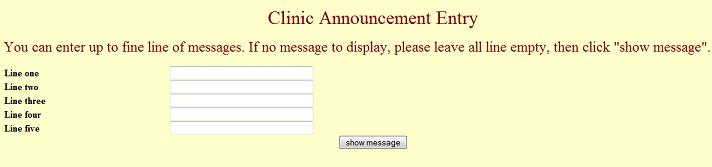 Clinic Announcement Entry
You can enter up to fine line of messages. If no message to display, please leave all line empty, then click "show message".
Line one
Line two
Line three
Line four
Line five
show message